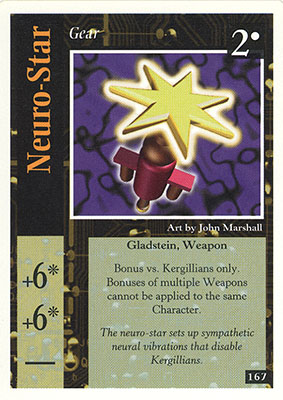 Neuro-Star
Gear
2•
Art by John Marshall
Gladstein, Weapon
+6*
+6*
—
Bonus vs. Kergillians only.
Bonuses of multiple Weapons
cannot be applied to the same
Character.
The neuro-star sets up sympathetic
neural vibrations that disable
Kergillians.
167